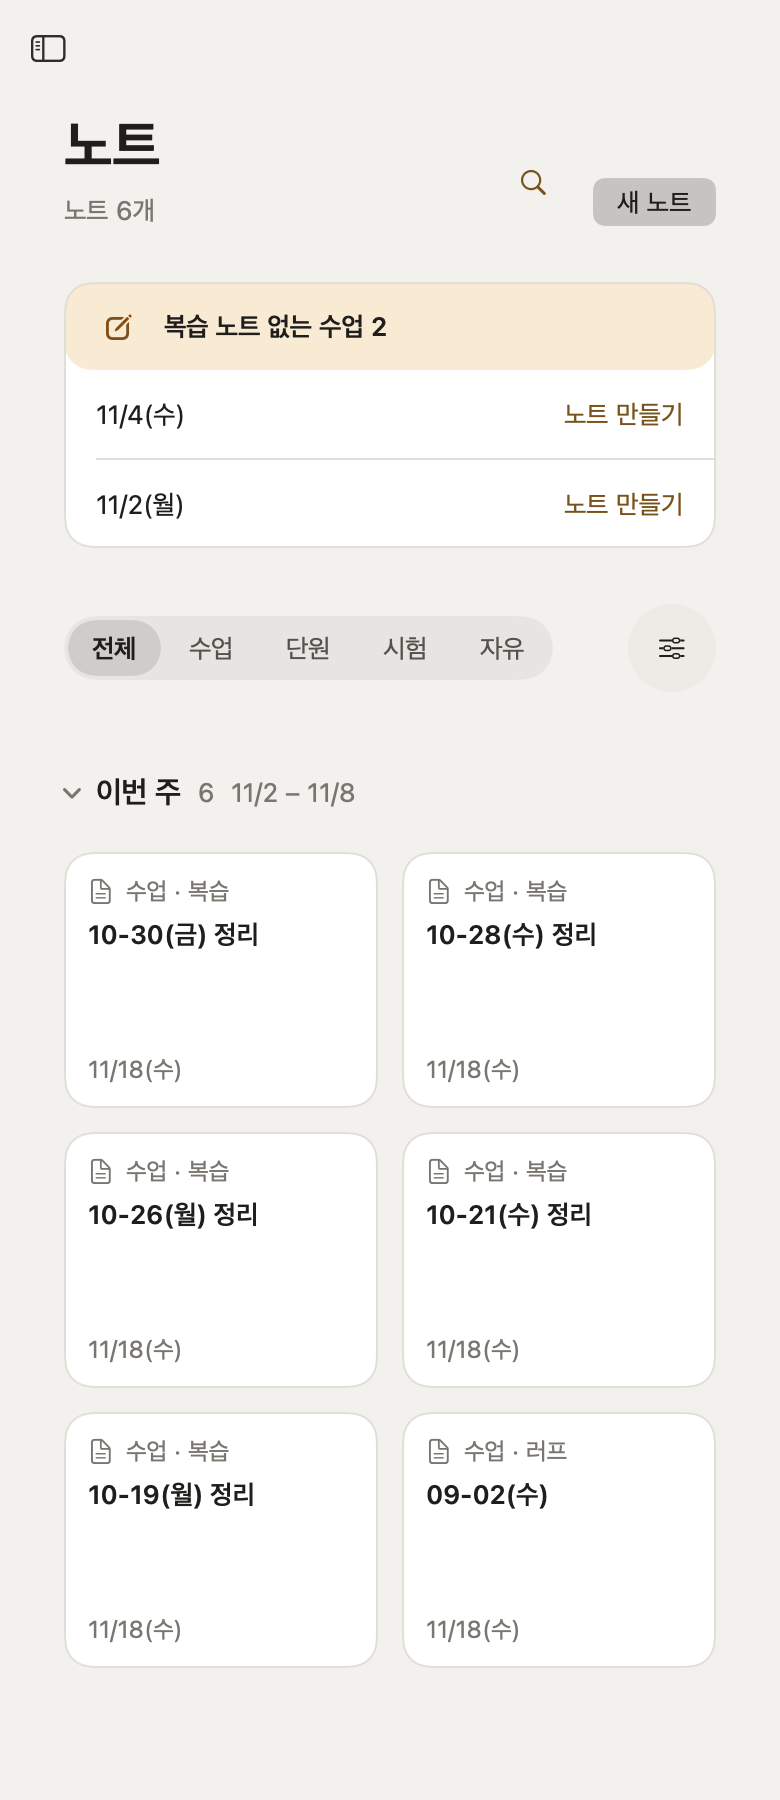 노트
노트 6개
새 노트
복습 노트 없는 수업 2
11/4(수) 노트 만들기
11/2(월) 노트 만들기
전체 수업 단원 시험 자유
이번 주 6 11/2 – 11/8
수업 · 복습
10-30(금) 정리
11/18(수)
수업 · 복습
10-28(수) 정리
11/18(수)
수업 · 복습
10-26(월) 정리
11/18(수)
수업 · 복습
10-21(수) 정리
11/18(수)
수업 · 복습
10-19(월) 정리
11/18(수)
수업 · 러프
09-02(수)
11/18(수)